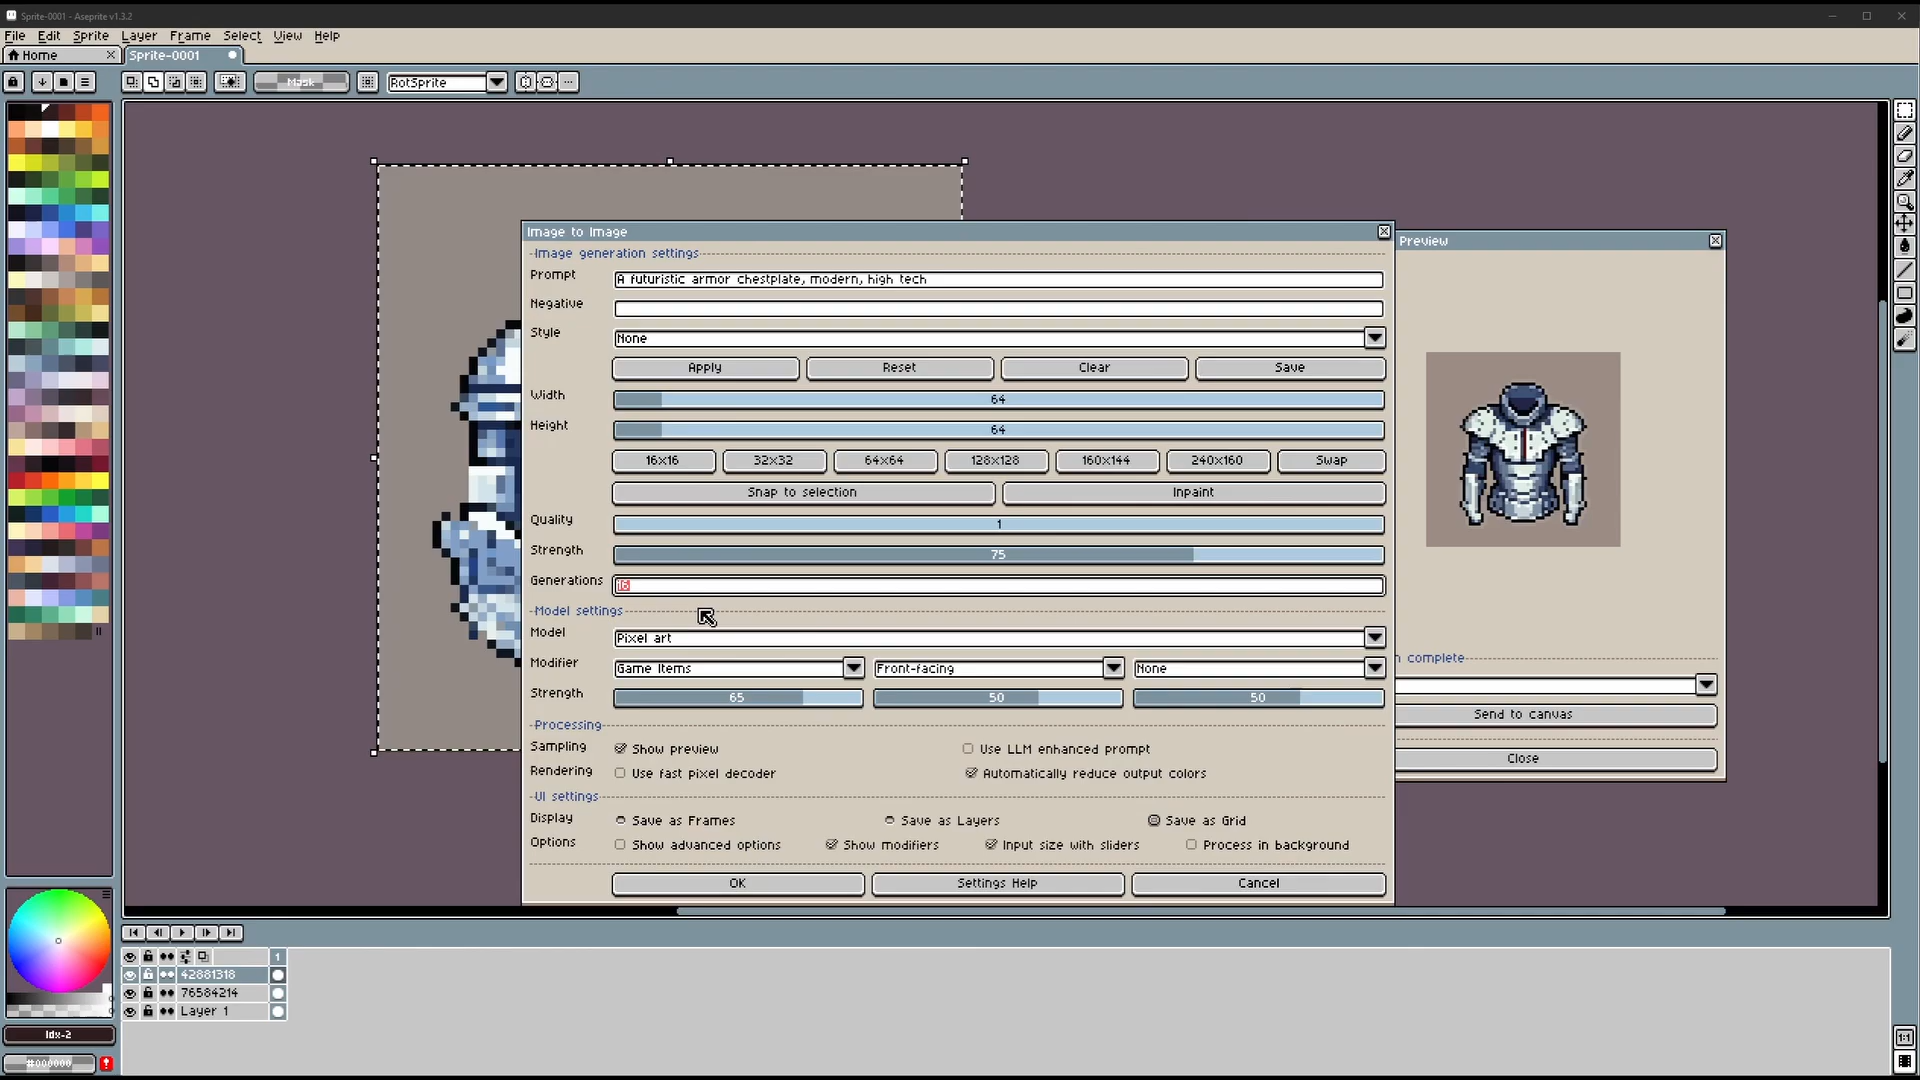 Sprite-0001 - Aseprite v1.3.2
File Edit Sprite Layer Frame Select View Help
Home Sprite-0001
Mask RotSprite
Image to Image
Preview
Image generation settings
Prompt A futuristic armor chestplate, modern, high tech
Negative
Style None
Apply Reset Clear Save
Width 64
Height 64
16x16 32x32 64x64 128x128 160x144 240x160 Swap
Snap to selection Inpaint
Quality 1
Strength 75
Generations
Model settings
Model Pixel art
complete
Modifier Game Items Front-facing None
Strength 65 50 50
Send to canvas
Processing
Sampling Show preview Use LLM enhanced prompt
Close
Rendering Use fast pixel decoder Automatically reduce output colors
UI settings
Display Save as Frames Save as Layers Save as Grid
Options Show advanced options Show modifiers Input size with sliders Process in background
OK Settings Help Cancel
1
42881318
76584214
Layer 1
Idx-2
#000000
1:1